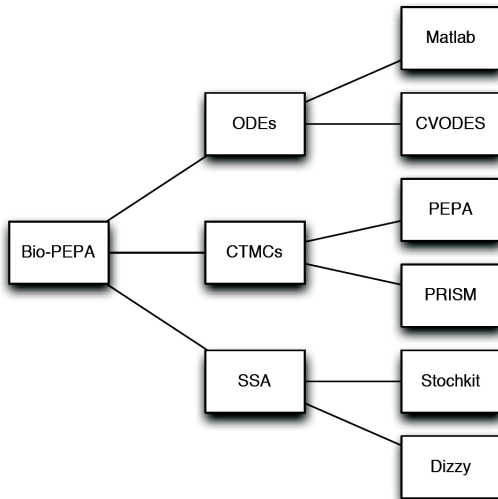 Matlab
ODEs
CVODES
PEPA
Bio-PEPA
CTMCs
PRISM
SSA
Stochkit
Dizzy